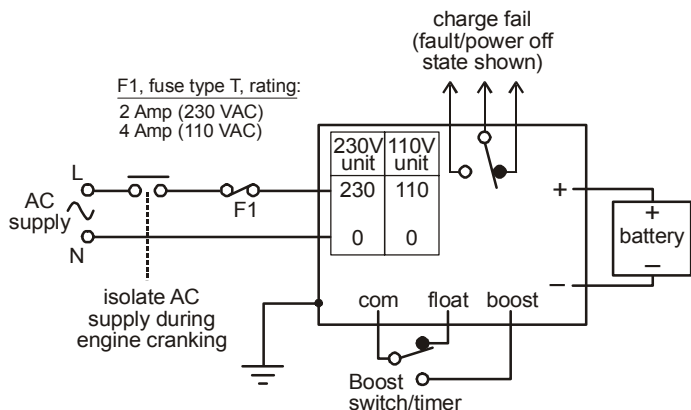 charge fail
(fault/power off
state shown)
F1, fuse type T, rating:
2 Amp (230 VAC)
4 Amp (110 VAC)
230V 110V
unit unit
230 110
0 0
L
AC
supply
N
F1
+
−
+
battery
−
isolate AC
supply during
engine cranking
com float boost
Boost
switch/timer